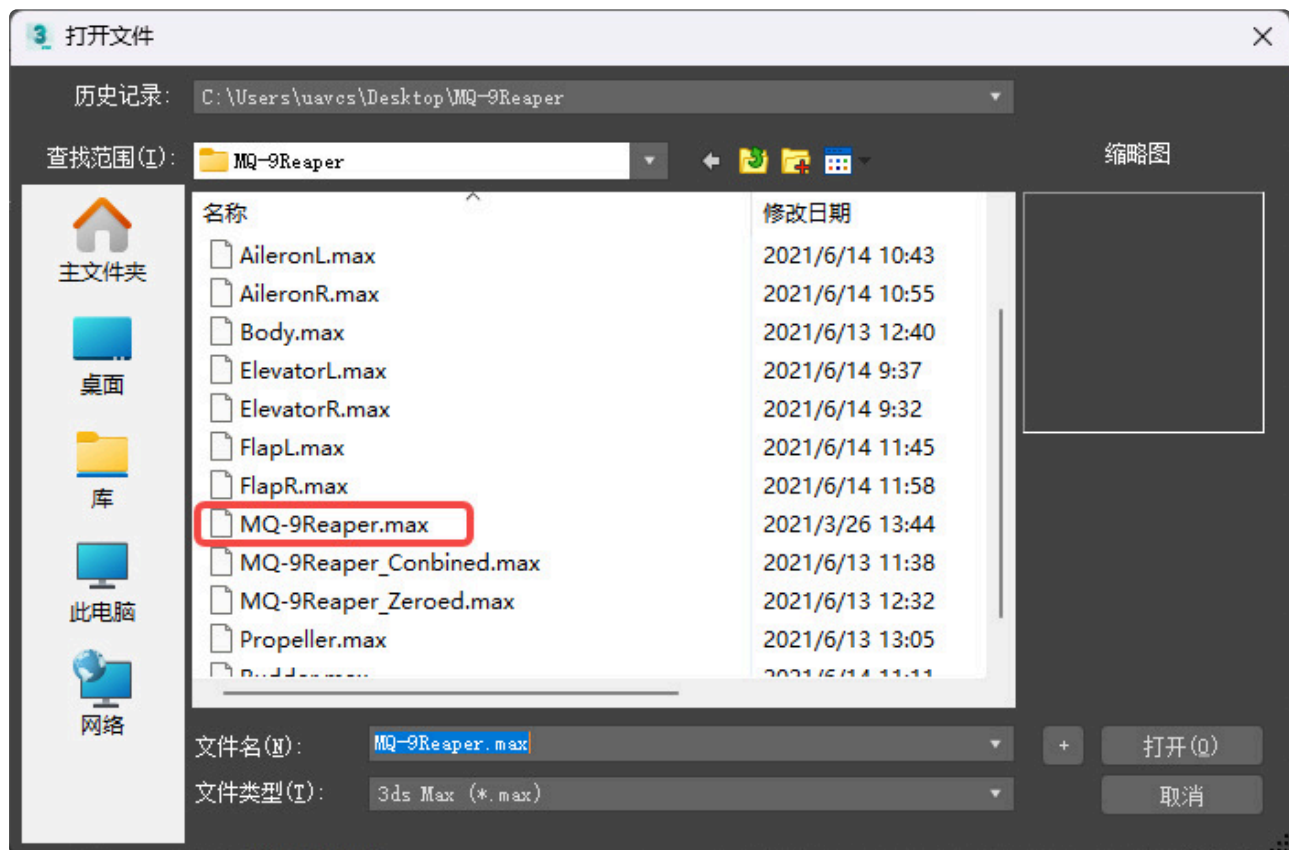 打开文件
历史记录: C:\Users\uavcs\Desktop\MQ-9Reaper
查找范围(I): MQ-9Reaper
缩略图
名称 修改日期
AileronL.max 2021/6/14 10:43
AileronR.max 2021/6/14 10:55
Body.max 2021/6/13 12:40
ElevatorL.max 2021/6/14 9:37
ElevatorR.max 2021/6/14 9:32
FlapL.max 2021/6/14 11:45
FlapR.max 2021/6/14 11:58
MQ-9Reaper.max 2021/3/26 13:44
MQ-9Reaper_Conbined.max 2021/6/13 11:38
MQ-9Reaper_Zeroed.max 2021/6/13 12:32
Propeller.max 2021/6/13 13:05
主文件夹
桌面
库
此电脑
网络
文件名(N): MQ-9Reaper.max + 打开(O)
文件类型(T): 3ds Max (*.max) 取消